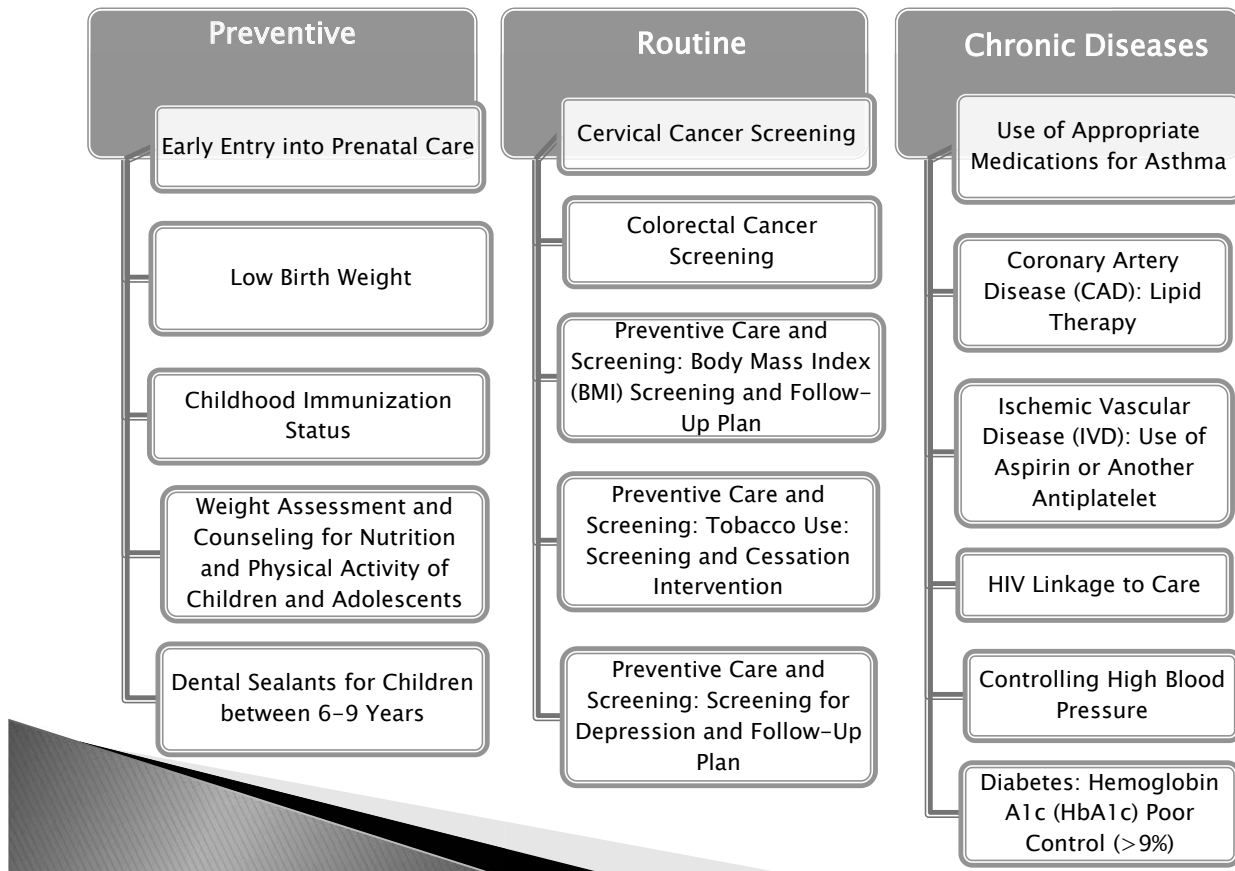 Preventive
Early Entry into Prenatal Care
Low Birth Weight
Childhood Immunization
Status
Weight Assessment and
Counseling for Nutrition
and Physical Activity of
Children and Adolescents
Dental Sealants for Children
between 6-9 Years
Routine
Cervical Cancer Screening
Colorectal Cancer
Screening
Preventive Care and
Screening: Body Mass Index
(BMI) Screening and Follow-
Up Plan
Preventive Care and
Screening: Tobacco Use:
Screening and Cessation
Intervention
Preventive Care and
Screening: Screening for
Depression and Follow-Up
Plan
Chronic Diseases
Use of Appropriate
Medications for Asthma
Coronary Artery
Disease (CAD): Lipid
Therapy
Ischemic Vascular
Disease (IVD): Use of
Aspirin or Another
Antiplatelet
HIV Linkage to Care
Controlling High Blood
Pressure
Diabetes: Hemoglobin
A1c (HbA1c) Poor
Control (>9%)